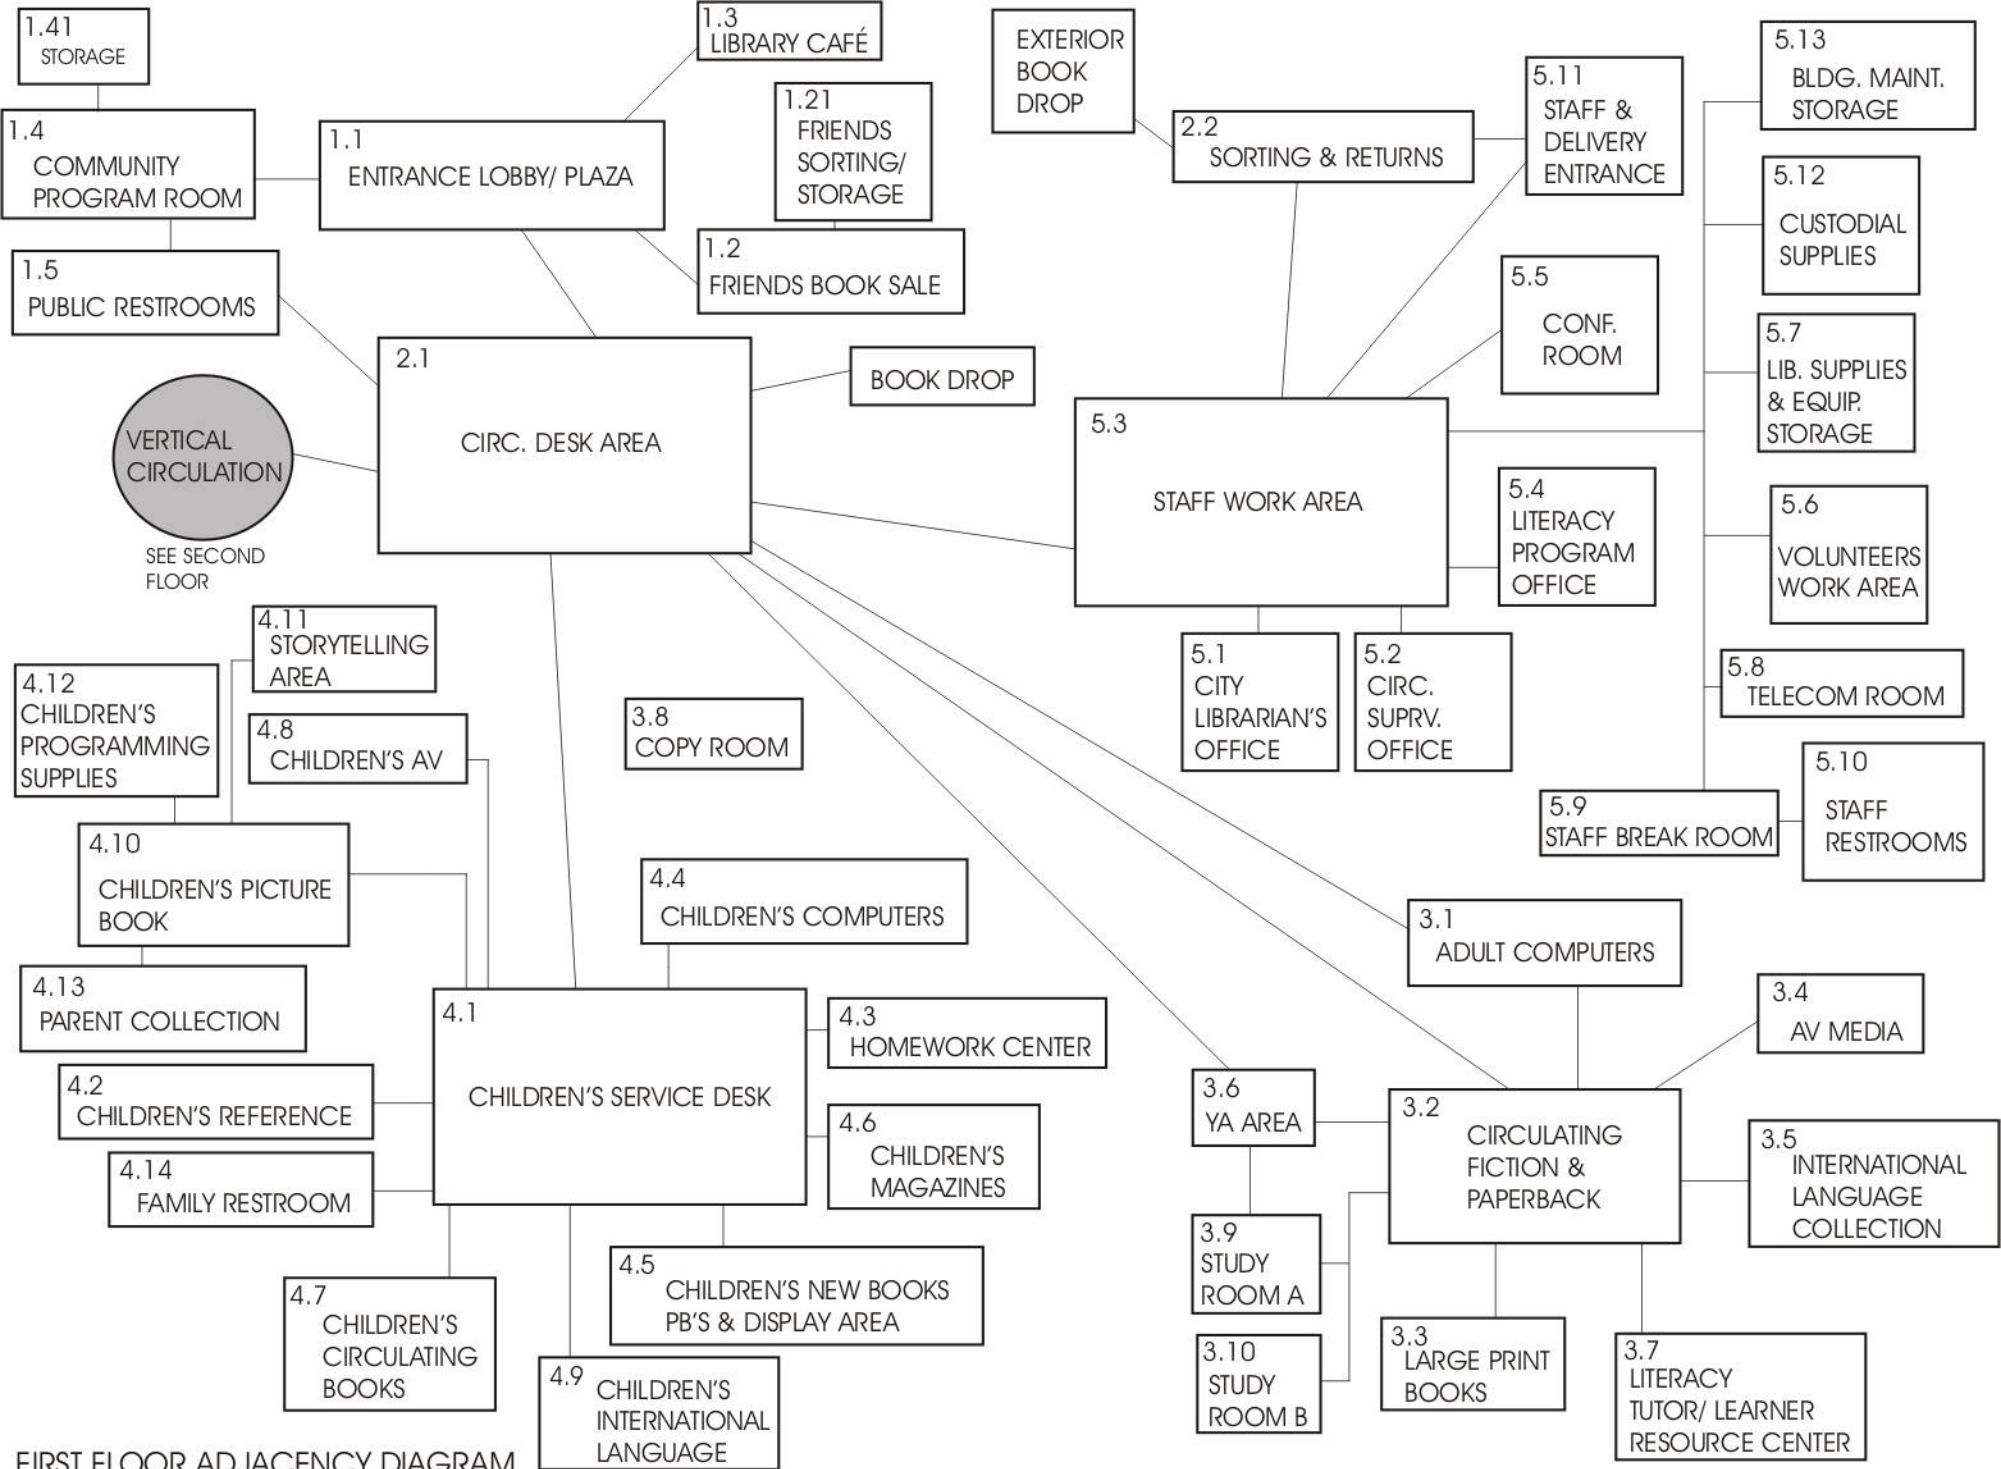 1.41
STORAGE
1.4
COMMUNITY
PROGRAM ROOM
1.5
PUBLIC RESTROOMS
1.1
ENTRANCE LOBBY/ PLAZA
1.3
LIBRARY CAFÉ
1.21
FRIENDS
SORTING/
STORAGE
1.2
FRIENDS BOOK SALE
2.1
CIRC. DESK AREA
BOOK DROP
VERTICAL
CIRCULATION
SEE SECOND
FLOOR
EXTERIOR
BOOK
DROP
2.2
SORTING & RETURNS
5.11
STAFF &
DELIVERY
ENTRANCE
5.13
BLDG. MAINT.
STORAGE
5.12
CUSTODIAL
SUPPLIES
5.5
CONF.
ROOM
5.7
LIB. SUPPLIES
& EQUIP.
STORAGE
5.3
STAFF WORK AREA
5.4
LITERACY
PROGRAM
OFFICE
5.6
VOLUNTEERS
WORK AREA
5.1
CITY
LIBRARIAN'S
OFFICE
5.2
CIRC.
SUPRV.
OFFICE
5.8
TELECOM ROOM
5.10
STAFF
RESTROOMS
5.9
STAFF BREAK ROOM
4.11
STORYTELLING
AREA
4.12
CHILDREN'S
PROGRAMMING
SUPPLIES
4.8
CHILDREN'S AV
3.8
COPY ROOM
4.10
CHILDREN'S PICTURE
BOOK
4.4
CHILDREN'S COMPUTERS
4.13
PARENT COLLECTION
4.1
CHILDREN'S SERVICE DESK
4.3
HOMEWORK CENTER
4.2
CHILDREN'S REFERENCE
4.6
CHILDREN'S
MAGAZINES
4.14
FAMILY RESTROOM
4.5
CHILDREN'S NEW BOOKS
PB'S & DISPLAY AREA
4.7
CHILDREN'S
CIRCULATING
BOOKS
4.9
CHILDREN'S
INTERNATIONAL
LANGUAGE
3.1
ADULT COMPUTERS
3.4
AV MEDIA
3.6
YA AREA
3.2
CIRCULATING
FICTION &
PAPERBACK
3.5
INTERNATIONAL
LANGUAGE
COLLECTION
3.9
STUDY
ROOM A
3.10
STUDY
ROOM B
3.3
LARGE PRINT
BOOKS
3.7
LITERACY
TUTOR/ LEARNER
RESOURCE CENTER
FIRST FLOOR ADJACENCY DIAGRAM